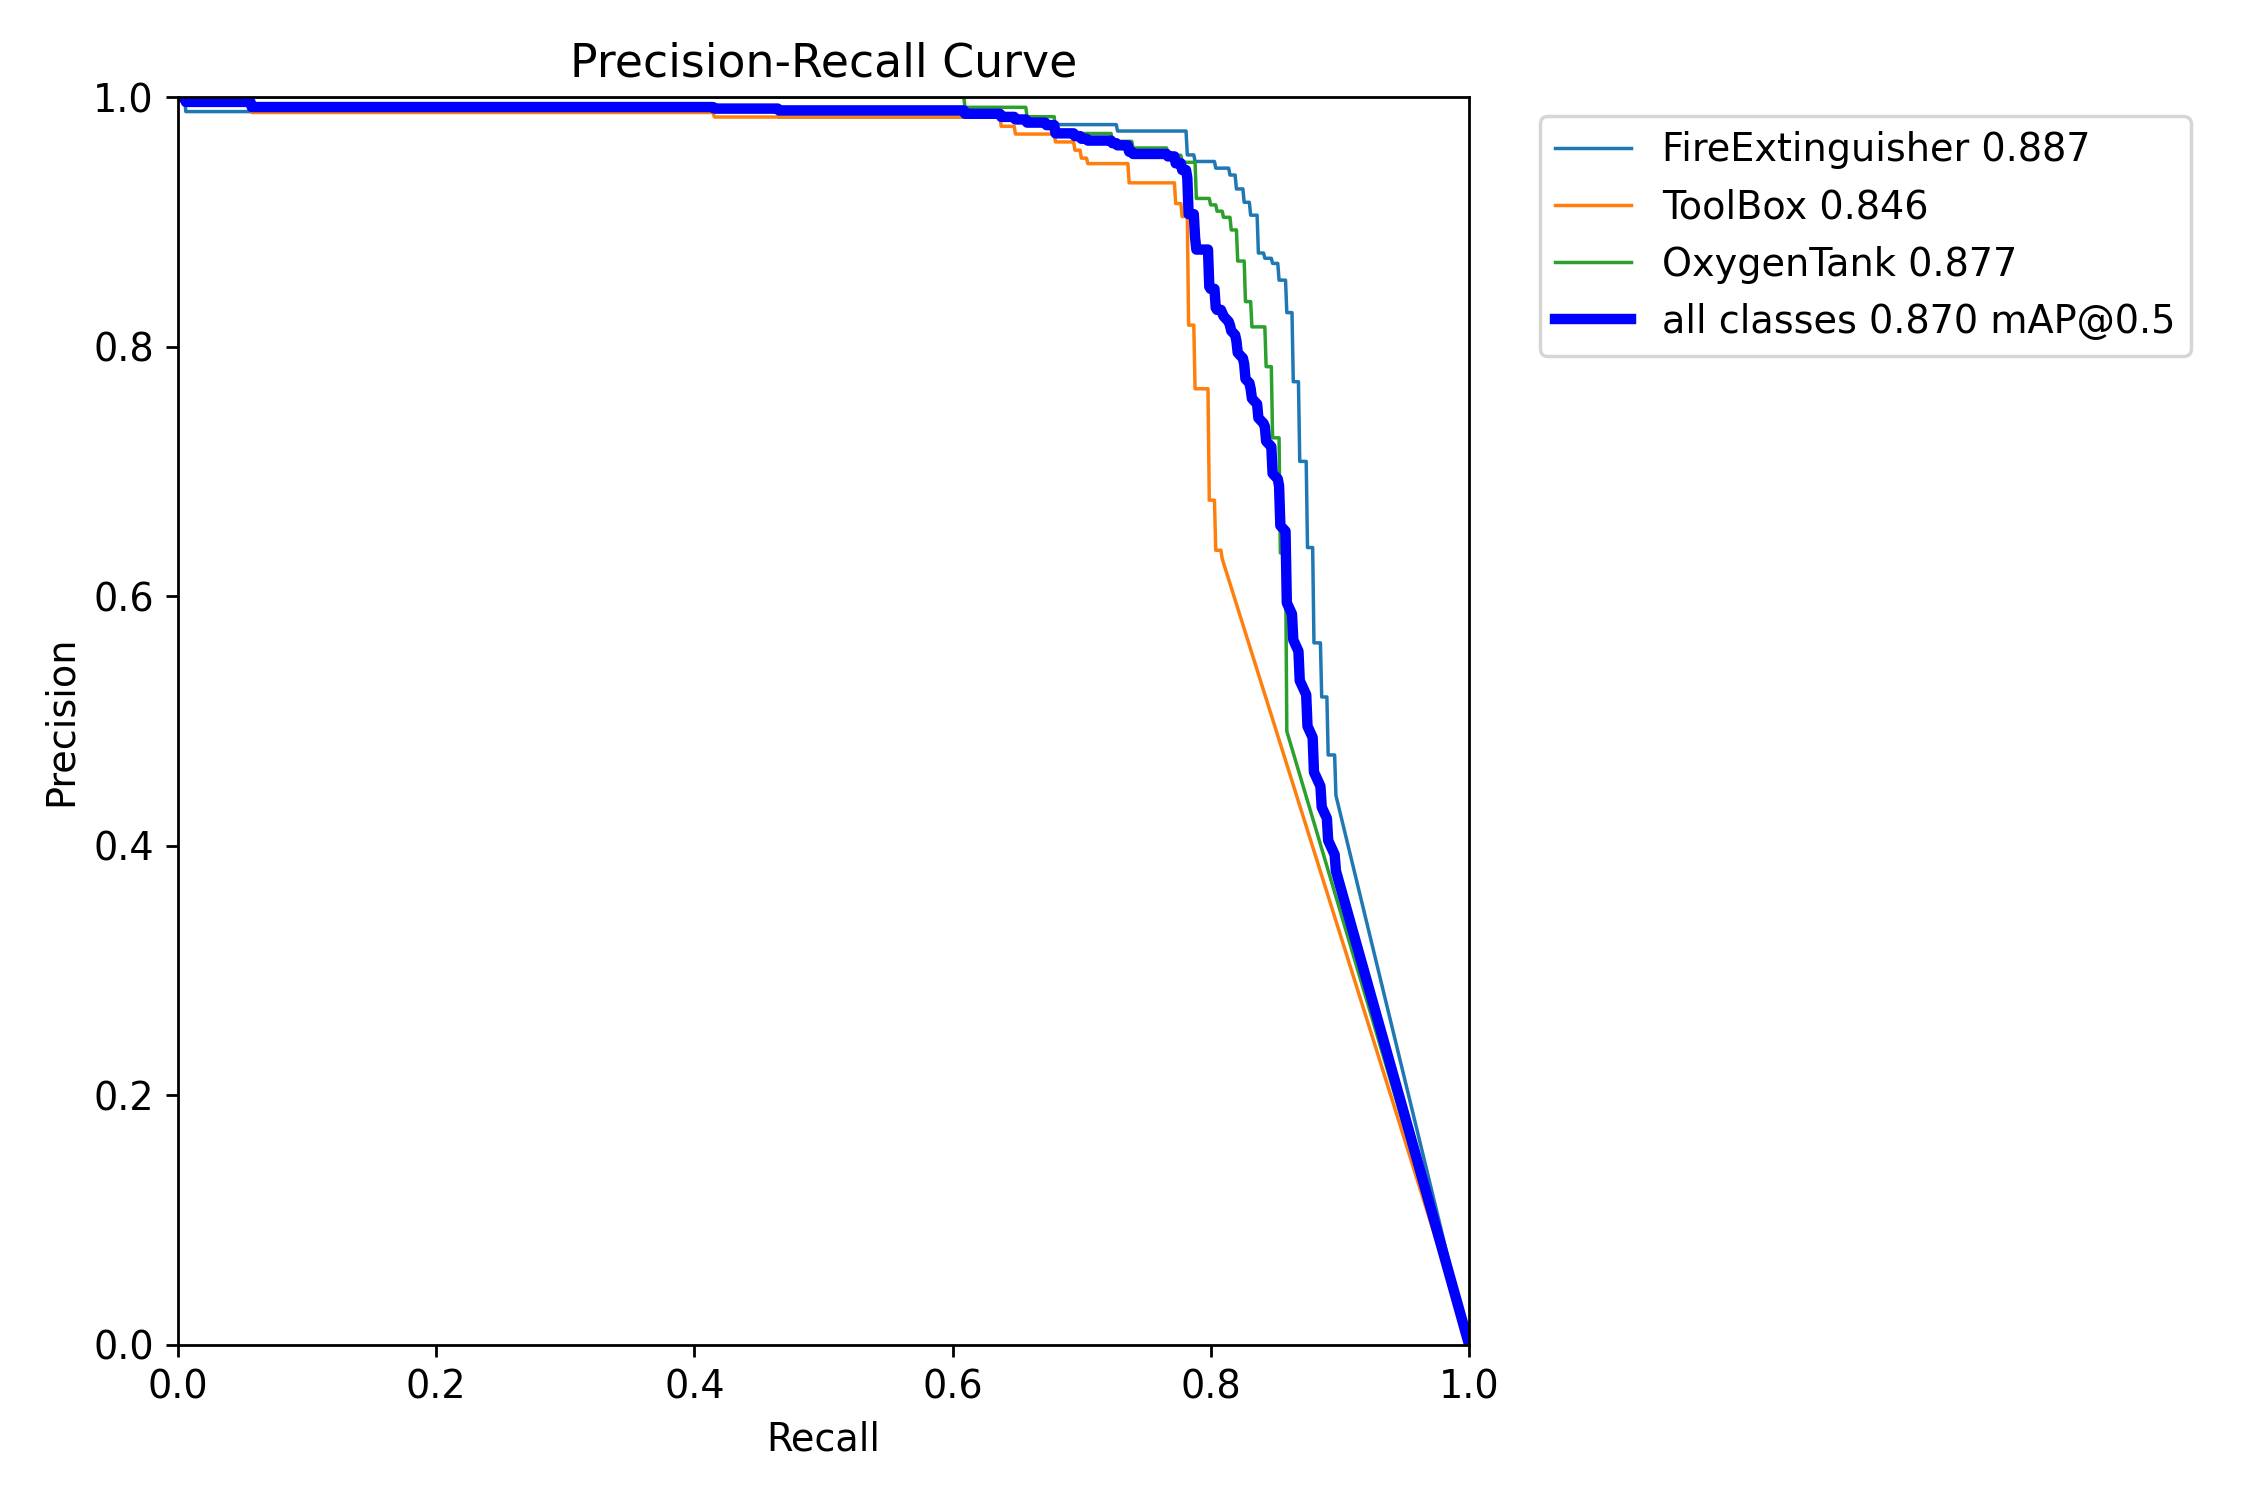 Precision-Recall Curve
1.0
0.8
0.6
0.4
0.2
0.0
Precision
0.0 0.2 0.4 0.6 0.8 1.0
Recall
FireExtinguisher 0.887
ToolBox 0.846
OxygenTank 0.877
all classes 0.870 mAP@0.5